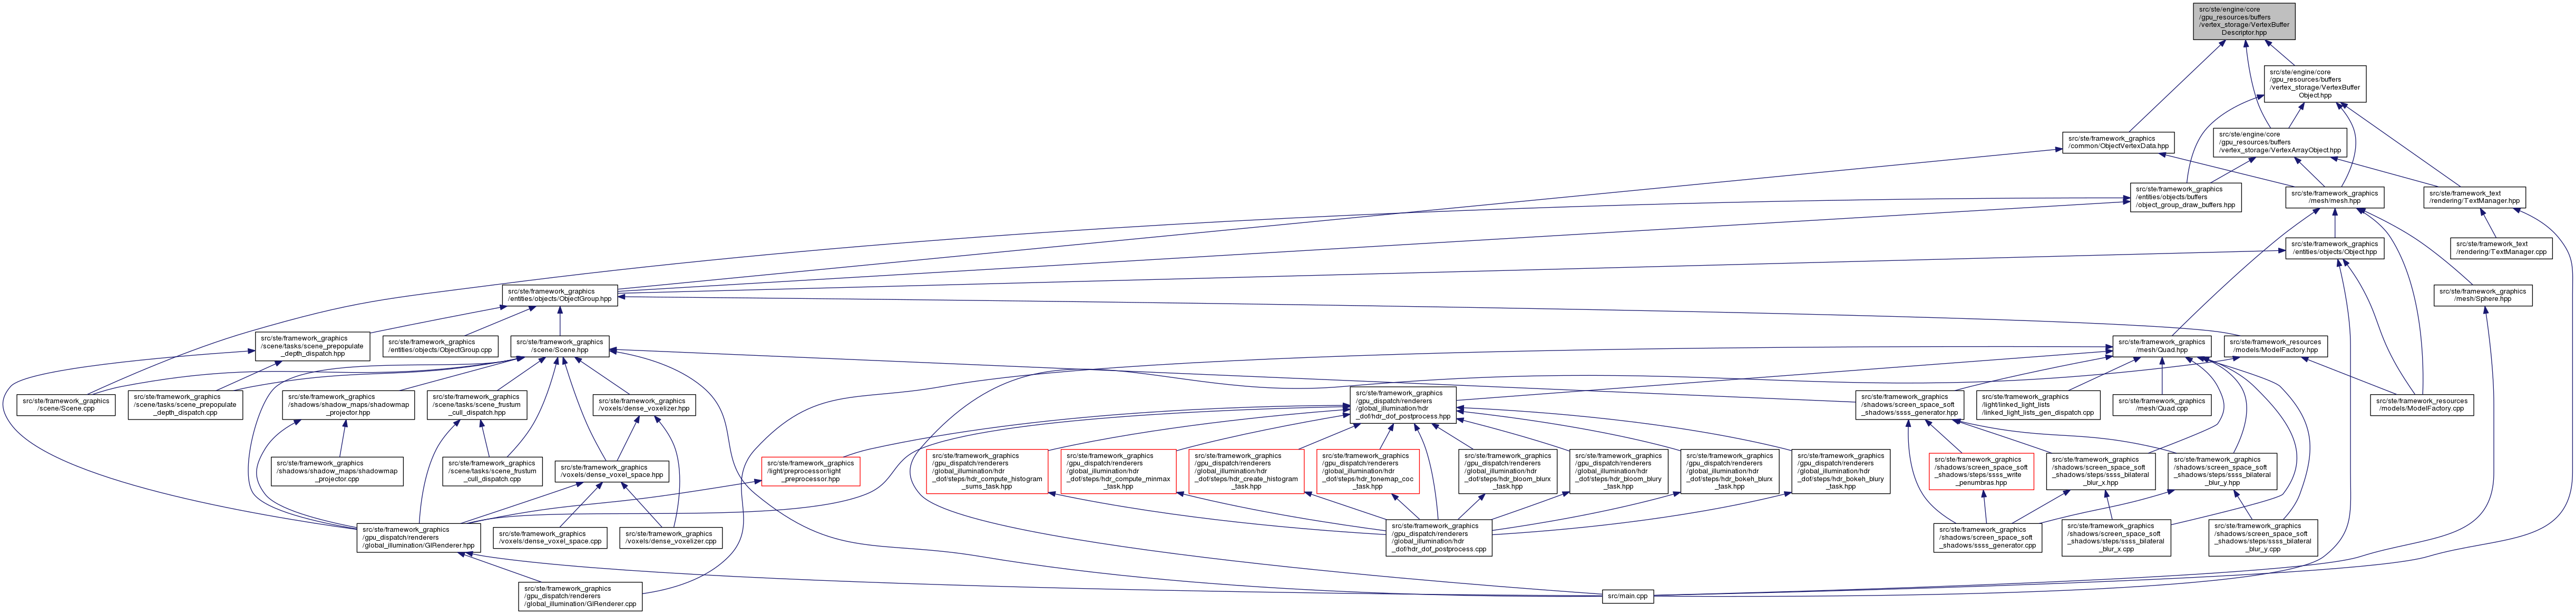 src/ste/engine/core
/gpu_resources/buffers
/vertex_storage/VertexBuffer
Descriptor.hpp
src/ste/engine/core
/gpu_resources/buffers
/vertex_storage/VertexBuffer
Object.hpp
src/ste/framework_graphics
/common/ObjectVertexData.hpp
src/ste/engine/core
/gpu_resources/buffers
/vertex_storage/VertexArrayObject.hpp
src/ste/framework_graphics
/entities/objects/buffers
/object_group_draw_buffers.hpp
src/ste/framework_graphics
/mesh/mesh.hpp
src/ste/framework_text
/rendering/TextManager.hpp
src/ste/framework_graphics
/entities/objects/Object.hpp
src/ste/framework_text
/rendering/TextManager.cpp
src/ste/framework_graphics
/entities/objects/ObjectGroup.hpp
src/ste/framework_graphics
/mesh/Sphere.hpp
src/ste/framework_graphics
/scene/tasks/scene_prepopulate
_depth_dispatch.hpp
src/ste/framework_graphics
/entities/objects/ObjectGroup.cpp
src/ste/framework_graphics
/scene/Scene.hpp
src/ste/framework_graphics
/mesh/Quad.hpp
src/ste/framework_resources
/models/ModelFactory.hpp
src/ste/framework_graphics
/scene/Scene.cpp
src/ste/framework_graphics
/scene/tasks/scene_prepopulate
_depth_dispatch.cpp
src/ste/framework_graphics
/shadows/shadow_maps/shadowmap
_projector.hpp
src/ste/framework_graphics
/scene/tasks/scene_frustum
_cull_dispatch.hpp
src/ste/framework_graphics
/voxels/dense_voxelizer.hpp
src/ste/framework_graphics
/gpu_dispatch/renderers
/global_illumination/hdr
_dof/hdr_dof_postprocess.hpp
src/ste/framework_graphics
/shadows/screen_space_soft
_shadows/ssss_generator.hpp
src/ste/framework_graphics
/light/linked_light_lists
/linked_light_lists_gen_dispatch.cpp
src/ste/framework_graphics
/mesh/Quad.cpp
src/ste/framework_resources
/models/ModelFactory.cpp
src/ste/framework_graphics
/shadows/shadow_maps/shadowmap
_projector.cpp
src/ste/framework_graphics
/scene/tasks/scene_frustum
_cull_dispatch.cpp
src/ste/framework_graphics
/voxels/dense_voxel_space.hpp
src/ste/framework_graphics
/light/preprocessor/light
_preprocessor.hpp
src/ste/framework_graphics
/gpu_dispatch/renderers
/global_illumination/hdr
_dof/steps/hdr_compute_histogram
_sums_task.hpp
src/ste/framework_graphics
/gpu_dispatch/renderers
/global_illumination/hdr
_dof/steps/hdr_compute_minmax
_task.hpp
src/ste/framework_graphics
/gpu_dispatch/renderers
/global_illumination/hdr
_dof/steps/hdr_create_histogram
_task.hpp
src/ste/framework_graphics
/gpu_dispatch/renderers
/global_illumination/hdr
_dof/steps/hdr_tonemap_coc
_task.hpp
src/ste/framework_graphics
/gpu_dispatch/renderers
/global_illumination/hdr
_dof/steps/hdr_bloom_blurx
_task.hpp
src/ste/framework_graphics
/gpu_dispatch/renderers
/global_illumination/hdr
_dof/steps/hdr_bloom_blury
_task.hpp
src/ste/framework_graphics
/gpu_dispatch/renderers
/global_illumination/hdr
_dof/steps/hdr_bokeh_blurx
_task.hpp
src/ste/framework_graphics
/gpu_dispatch/renderers
/global_illumination/hdr
_dof/steps/hdr_bokeh_blury
_task.hpp
src/ste/framework_graphics
/shadows/screen_space_soft
_shadows/steps/ssss_write
_penumbras.hpp
src/ste/framework_graphics
/shadows/screen_space_soft
_shadows/steps/ssss_bilateral
_blur_x.hpp
src/ste/framework_graphics
/shadows/screen_space_soft
_shadows/steps/ssss_bilateral
_blur_y.hpp
src/ste/framework_graphics
/gpu_dispatch/renderers
/global_illumination/GIRenderer.hpp
src/ste/framework_graphics
/voxels/dense_voxel_space.cpp
src/ste/framework_graphics
/voxels/dense_voxelizer.cpp
src/ste/framework_graphics
/gpu_dispatch/renderers
/global_illumination/hdr
_dof/hdr_dof_postprocess.cpp
src/ste/framework_graphics
/shadows/screen_space_soft
_shadows/ssss_generator.cpp
src/ste/framework_graphics
/shadows/screen_space_soft
_shadows/steps/ssss_bilateral
_blur_x.cpp
src/ste/framework_graphics
/shadows/screen_space_soft
_shadows/steps/ssss_bilateral
_blur_y.cpp
src/ste/framework_graphics
/gpu_dispatch/renderers
/global_illumination/GIRenderer.cpp
src/main.cpp